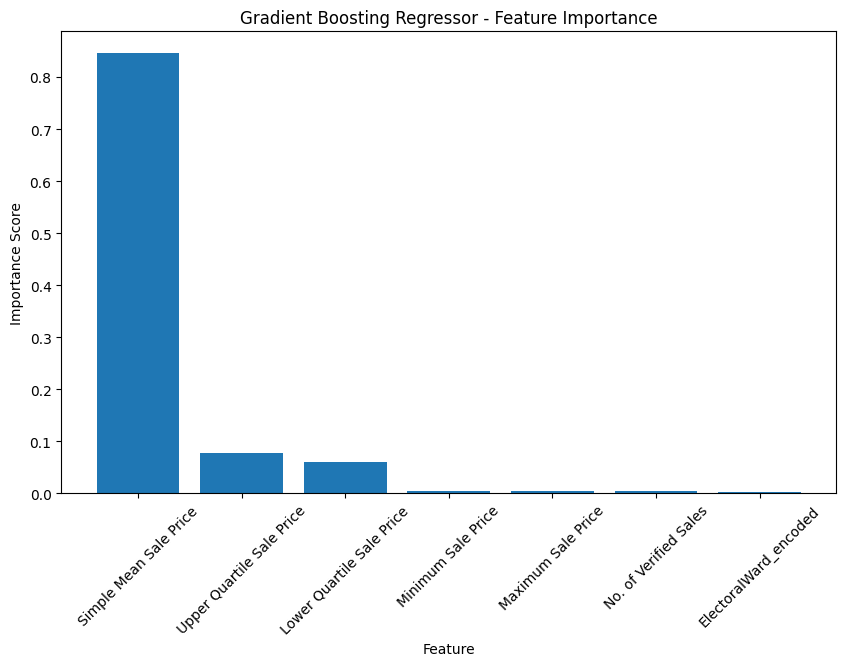 Gradient Boosting Regressor - Feature Importance
Importance Score
0.8
0.7
0.6
0.5
0.4
0.3
0.2
0.1
0.0
Simple Mean Sale Price
Upper Quartile Sale Price
Lower Quartile Sale Price
Minimum Sale Price
Maximum Sale Price
No. of Verified Sales
ElectoralWard_encoded
Feature